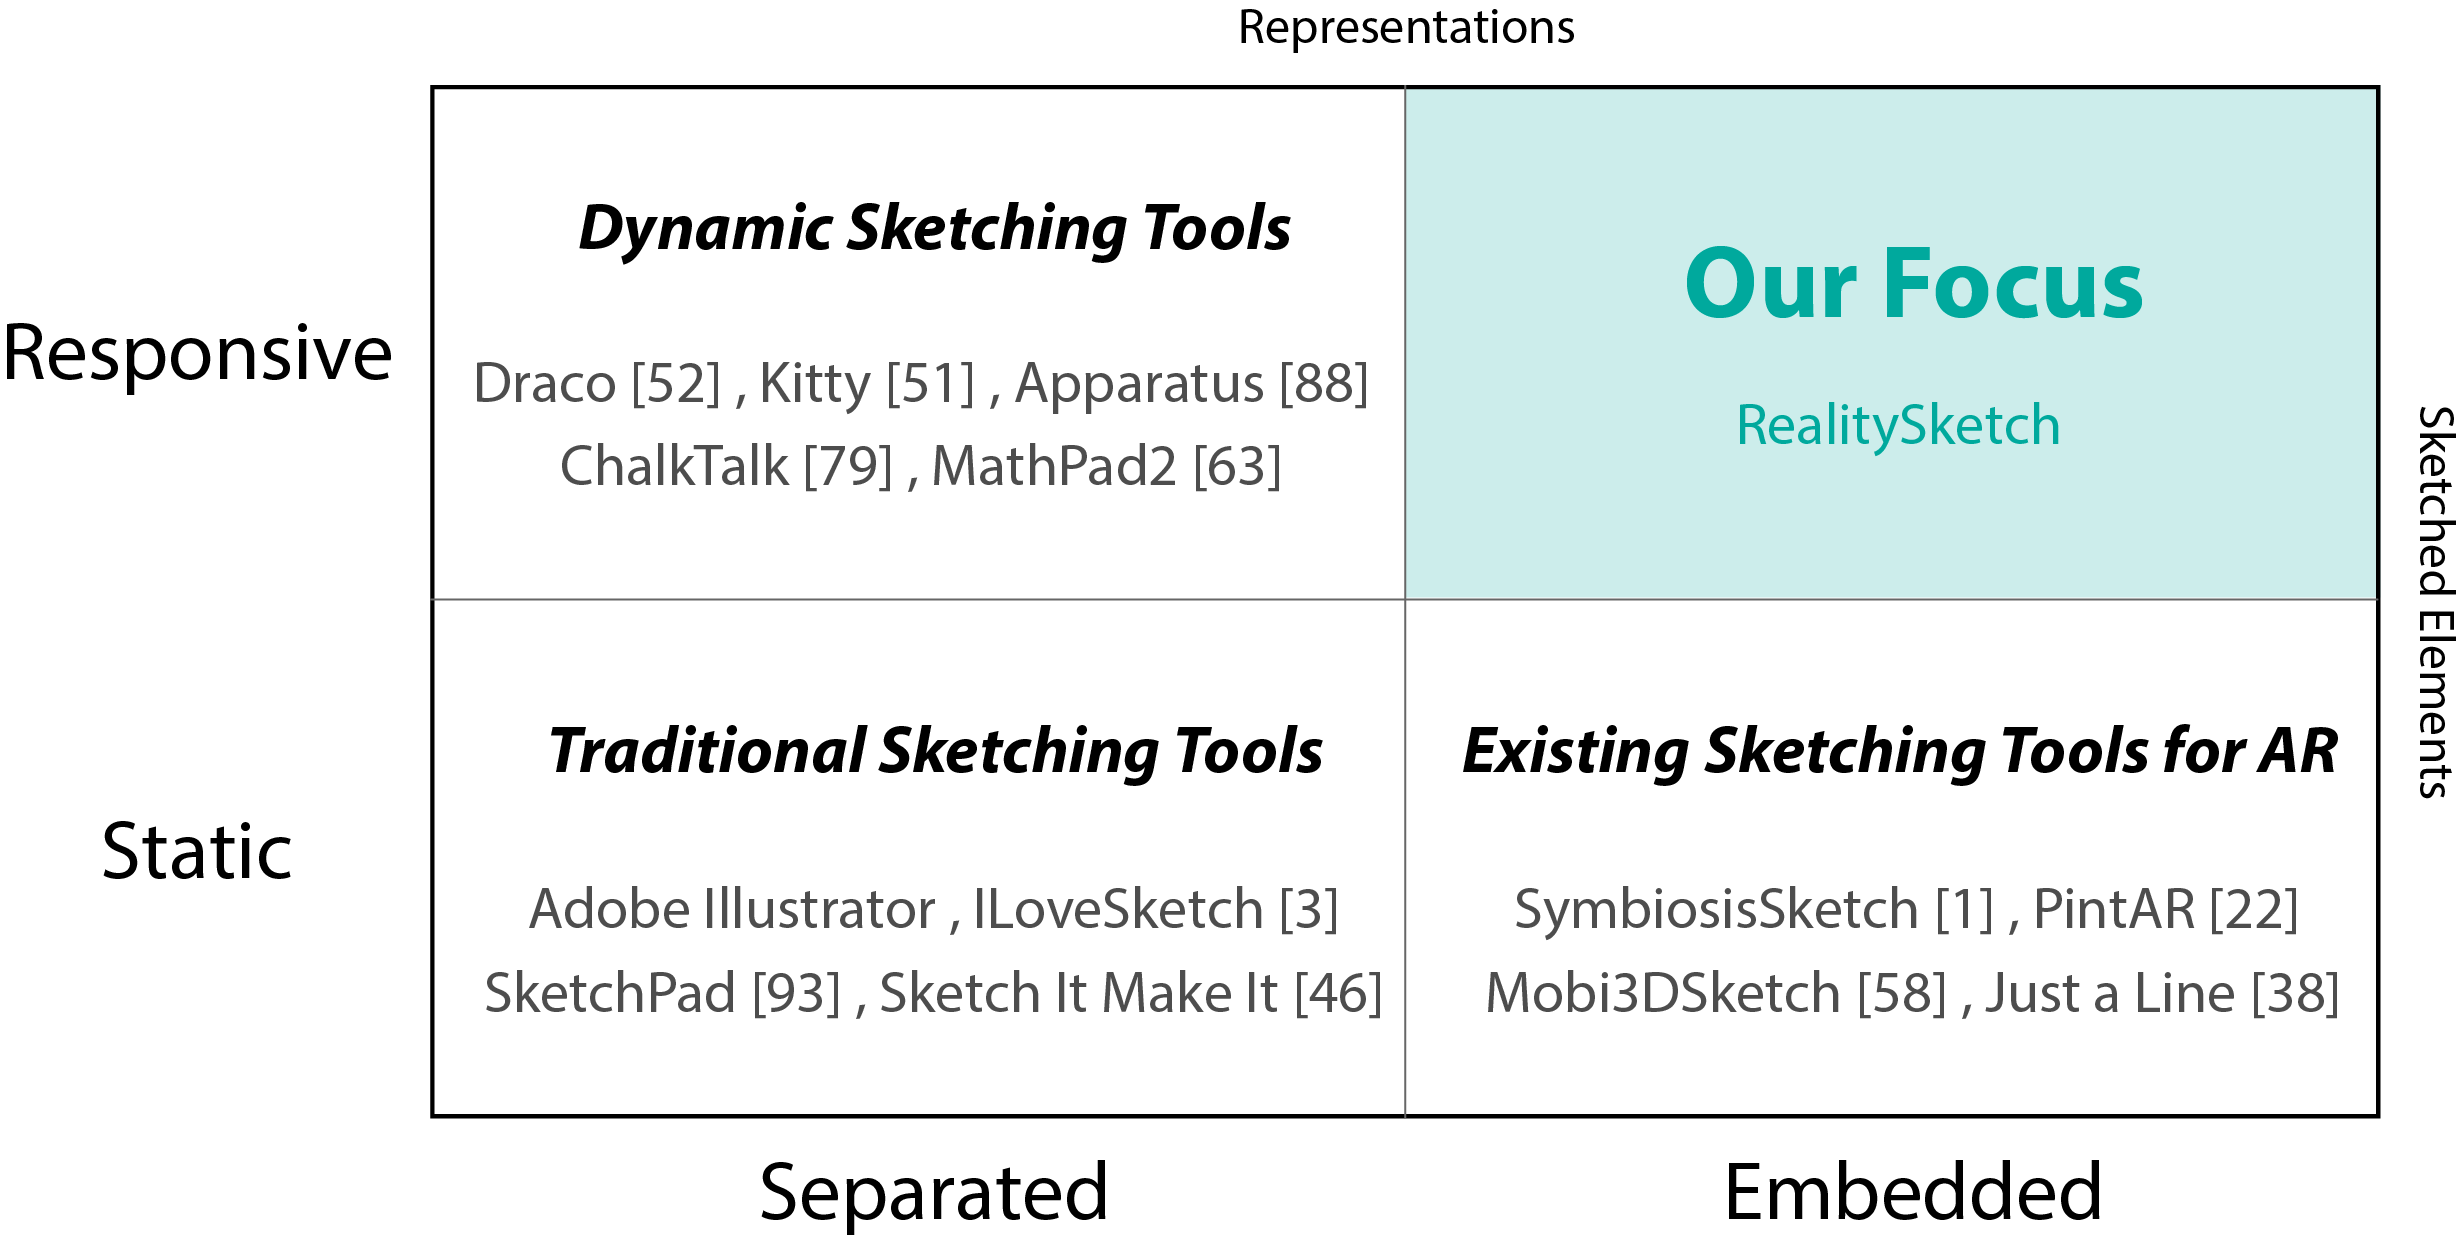 Representations
Responsive
Dynamic Sketching Tools
Draco [52] , Kitty [51] , Apparatus [88]
ChalkTalk [79] , MathPad2 [63]
Our Focus
RealitySketch
Sketched Elements
Static
Traditional Sketching Tools
Adobe Illustrator , ILoveSketch [3]
SketchPad [93] , Sketch It Make It [46]
Existing Sketching Tools for AR
SymbiosisSketch [1] , PintAR [22]
Mobi3DSketch [58] , Just a Line [38]
Separated
Embedded